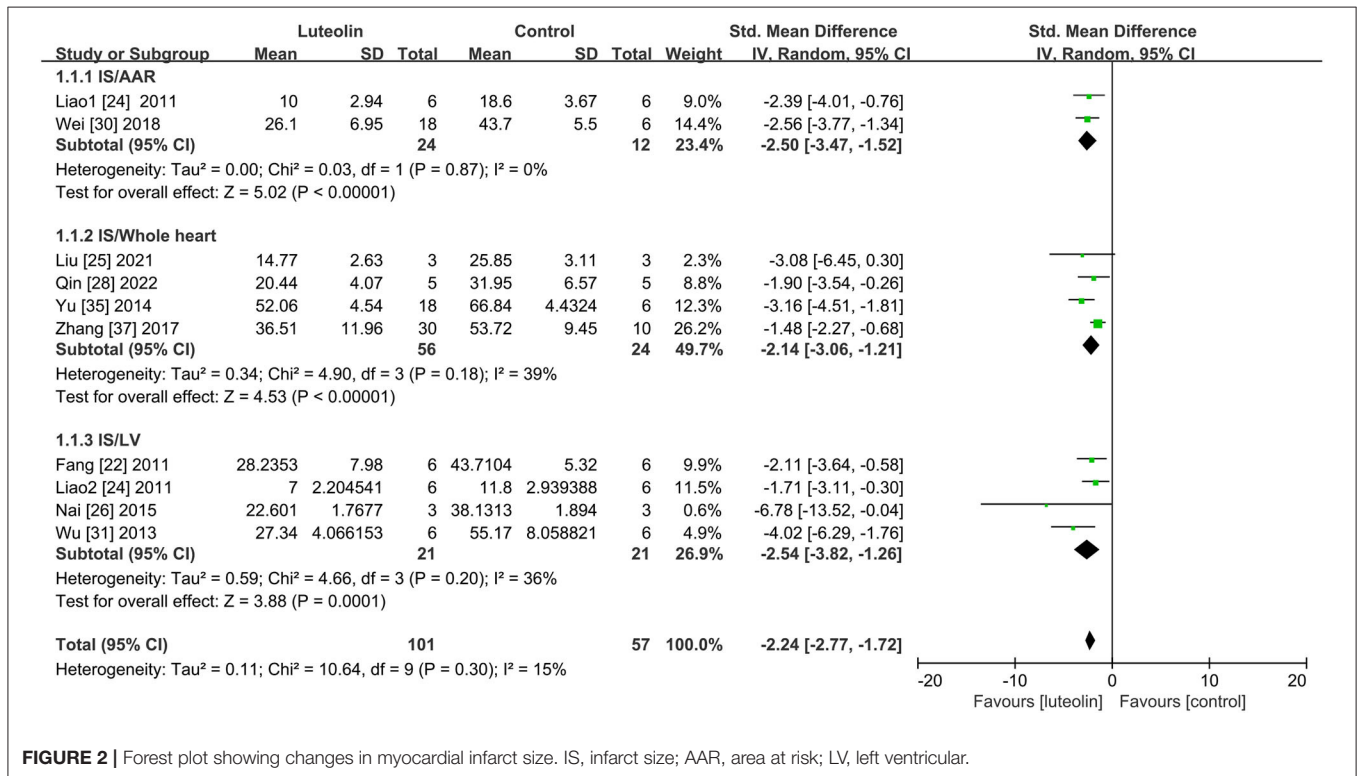 Luteolin Control Std. Mean Difference Std. Mean Difference
Study or Subgroup Mean SD Total Mean SD Total Weight IV, Random, 95% CI IV, Random, 95% CI
1.1.1 IS/AAR
Liao1 [24] 2011 10 2.94 6 18.6 3.67 6 9.0% -2.39 [-4.01, -0.76]
Wei [30] 2018 26.1 6.95 18 43.7 5.5 6 14.4% -2.56 [-3.77, -1.34]
Subtotal (95% CI) 24 12 23.4% -2.50 [-3.47, -1.52]
Heterogeneity: Tau² = 0.00; Chi² = 0.03, df = 1 (P = 0.87); I² = 0%
Test for overall effect: Z = 5.02 (P < 0.00001)
1.1.2 IS/Whole heart
Liu [25] 2021 14.77 2.63 3 25.85 3.11 3 2.3% -3.08 [-6.45, 0.30]
Qin [28] 2022 20.44 4.07 5 31.95 6.57 5 8.8% -1.90 [-3.54, -0.26]
Yu [35] 2014 52.06 4.54 18 66.84 4.4324 6 12.3% -3.16 [-4.51, -1.81]
Zhang [37] 2017 36.51 11.96 30 53.72 9.45 10 26.2% -1.48 [-2.27, -0.68]
Subtotal (95% CI) 56 24 49.7% -2.14 [-3.06, -1.21]
Heterogeneity: Tau² = 0.34; Chi² = 4.90, df = 3 (P = 0.18); I² = 39%
Test for overall effect: Z = 4.53 (P < 0.00001)
1.1.3 IS/LV
Fang [22] 2011 28.2353 7.98 6 43.7104 5.32 6 9.9% -2.11 [-3.64, -0.58]
Liao2 [24] 2011 7 2.204541 6 11.8 2.939388 6 11.5% -1.71 [-3.11, -0.30]
Nai [26] 2015 22.601 1.7677 3 38.1313 1.894 3 0.6% -6.78 [-13.52, -0.04]
Wu [31] 2013 27.34 4.066153 6 55.17 8.058821 6 4.9% -4.02 [-6.29, -1.76]
Subtotal (95% CI) 21 21 26.9% -2.54 [-3.82, -1.26]
Heterogeneity: Tau² = 0.59; Chi² = 4.66, df = 3 (P = 0.20); I² = 36%
Test for overall effect: Z = 3.88 (P = 0.0001)
Total (95% CI) 101 57 100.0% -2.24 [-2.77, -1.72]
Heterogeneity: Tau² = 0.11; Chi² = 10.64, df = 9 (P = 0.30); I² = 15%
-20 -10 0 10 20
Favours [luteolin] Favours [control]
FIGURE 2 | Forest plot showing changes in myocardial infarct size. IS, infarct size; AAR, area at risk; LV, left ventricular.